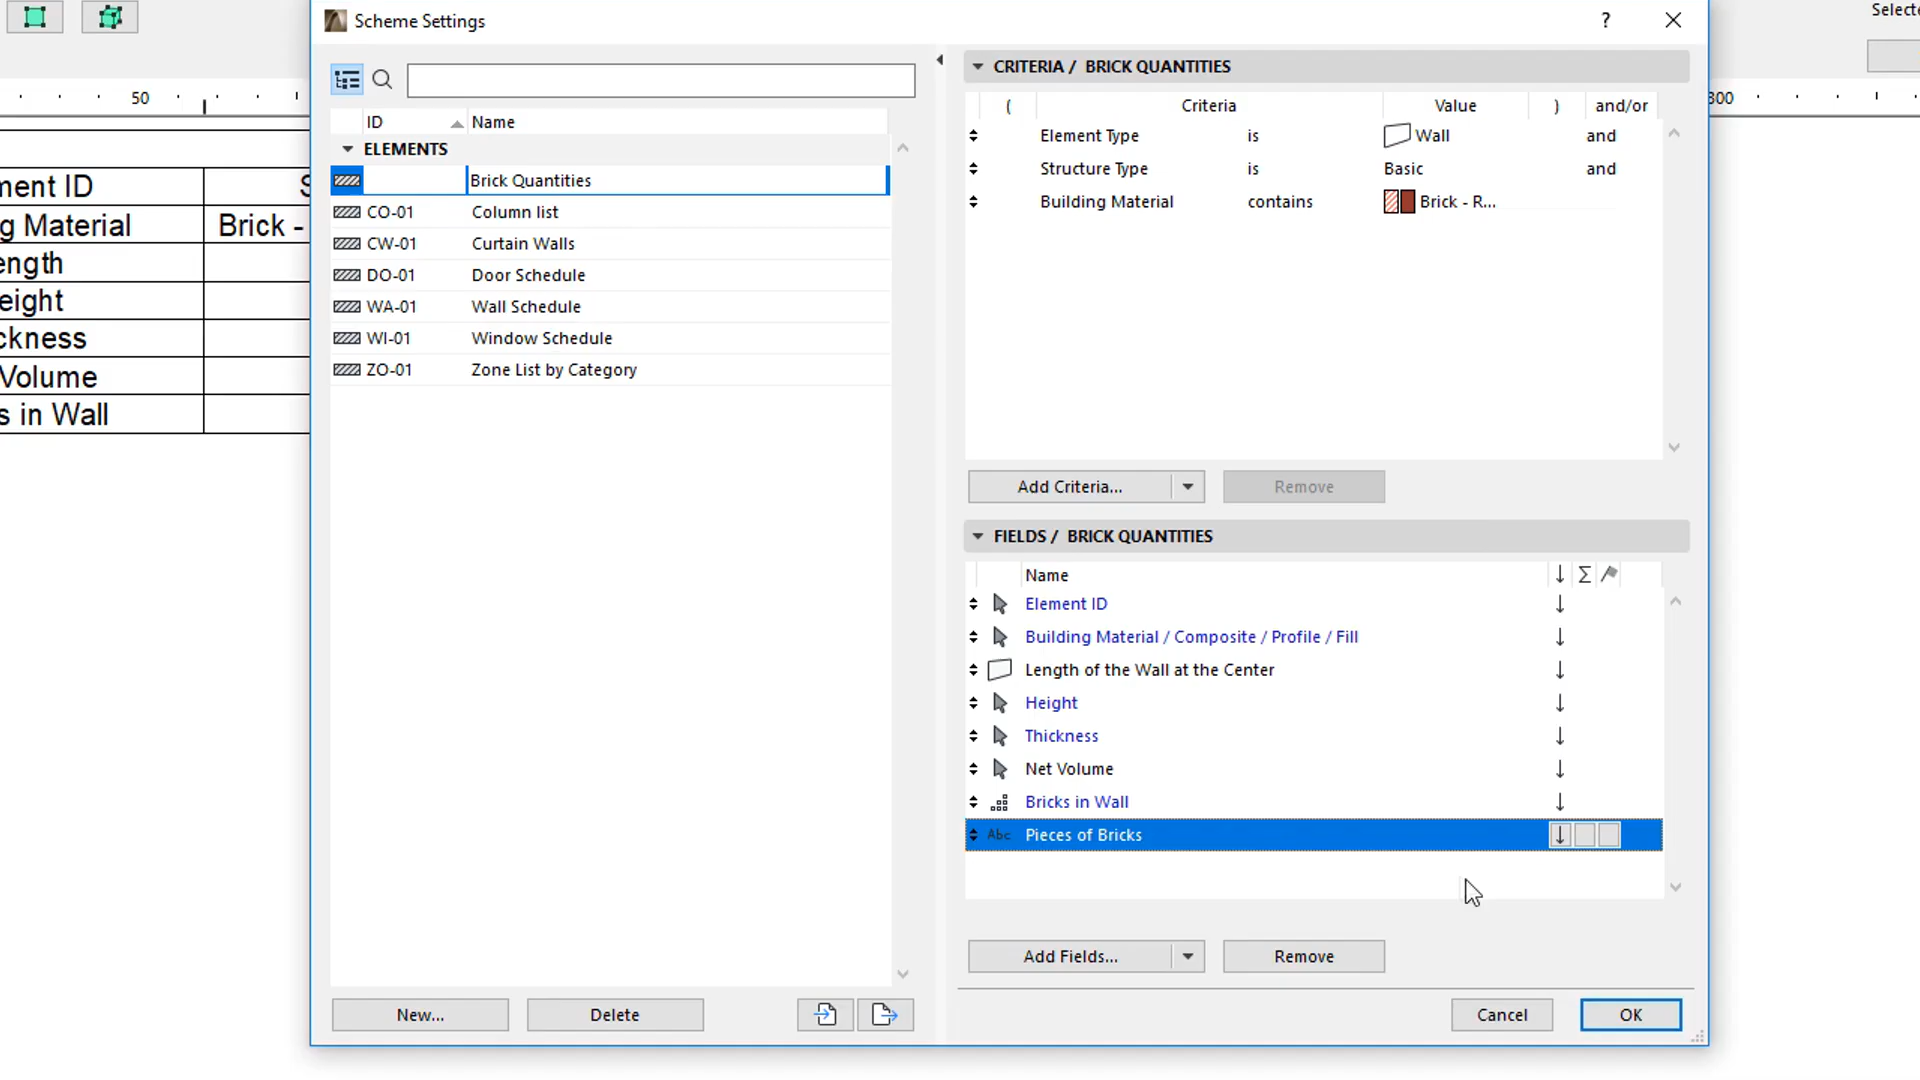 Scheme Settings
?
Selecte
50
300
ment ID
S
g Material
Brick -
ength
eight
ckness
Volume
s in Wall
ID
Name
ELEMENTS
Brick Quantities
CO-01 Column list
CW-01 Curtain Walls
DO-01 Door Schedule
WA-01 Wall Schedule
WI-01 Window Schedule
ZO-01 Zone List by Category
New...
Delete
CRITERIA / BRICK QUANTITIES
( Criteria Value ) and/or
Element Type is Wall and
Structure Type is Basic and
Building Material contains Brick - R...
Add Criteria...
Remove
FIELDS / BRICK QUANTITIES
Name ↓ Σ
Element ID ↓
Building Material / Composite / Profile / Fill ↓
Length of the Wall at the Center ↓
Height ↓
Thickness ↓
Net Volume ↓
Bricks in Wall ↓
Abc Pieces of Bricks ↓
Add Fields...
Remove
Cancel
OK